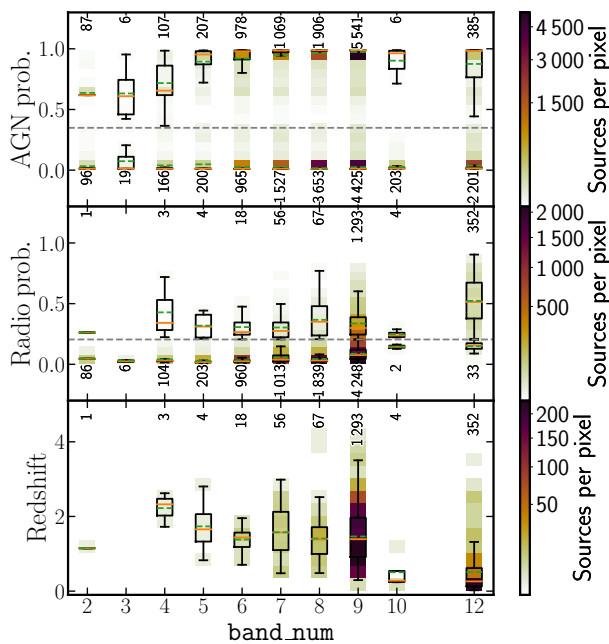 87 6 107 207 978 1 069 1 906 5 541 6 385
1.0
0.5
0.0
AGN prob.
96 19 166 200 965 1 527 3 653 4 425 203 2 201
4 500
3 000
1 500
Sources per pixel
1 3 4 18 56 67 1 293 4 352
1.0
0.5
0.0
Radio prob.
86 6 104 203 960 1 013 1 839 4 248 2 33
2 000
1 500
1 000
500
Sources per pixel
1 3 4 18 56 67 1 293 4 352
4
2
0
Redshift
200
150
100
50
Sources per pixel
2 3 4 5 6 7 8 9 10 12
band_num